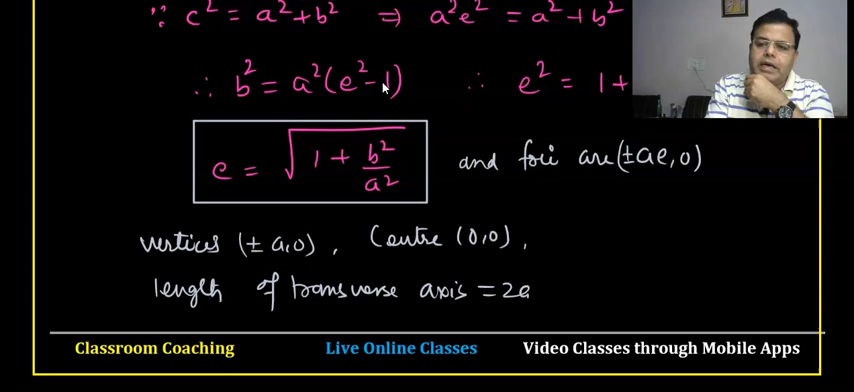 ∵ c² = a² + b² ⇒ a²e² = a² + b²
∴ b² = a²(e² - 1) ∴ e² = 1 +
e = √(1 + b²/a²) and foci are (±ae, 0)
vertices (±a, 0), Centre (0,0),
length of transverse axis = 2a
Classroom Coaching Live Online Classes Video Classes through Mobile Apps